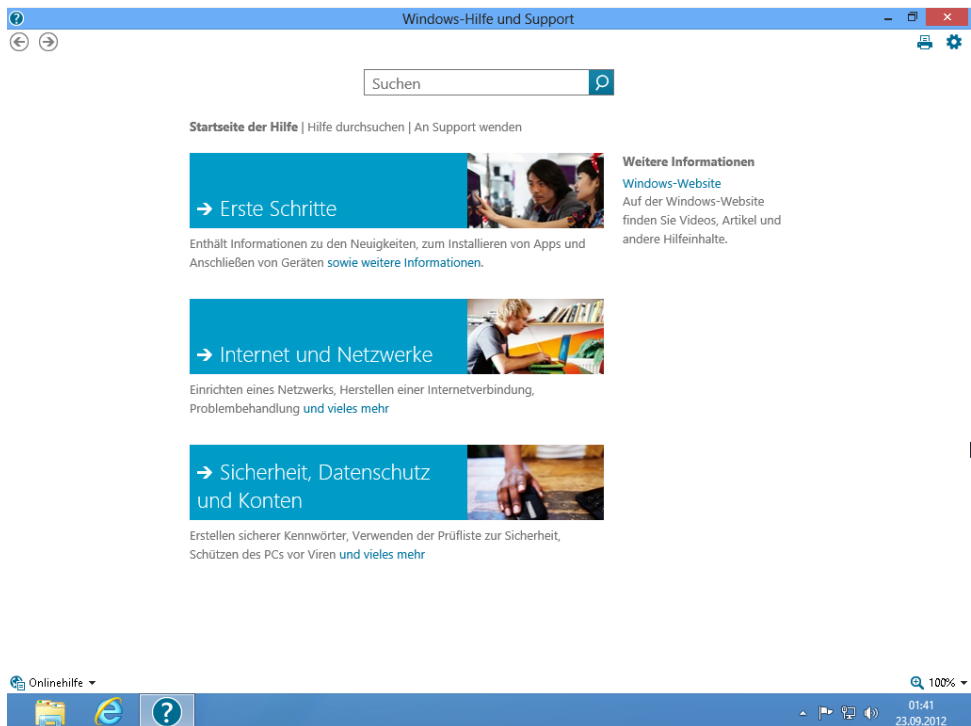 Windows-Hilfe und Support
Suchen
Startseite der Hilfe | Hilfe durchsuchen | An Support wenden
→ Erste Schritte
Enthält Informationen zu den Neuigkeiten, zum Installieren von Apps und
Anschließen von Geräten sowie weitere Informationen.
→ Internet und Netzwerke
Einrichten eines Netzwerks, Herstellen einer Internetverbindung,
Problembehandlung und vieles mehr
→ Sicherheit, Datenschutz
und Konten
Erstellen sicherer Kennwörter, Verwenden der Prüfliste zur Sicherheit,
Schützen des PCs vor Viren und vieles mehr
Weitere Informationen
Windows-Website
Auf der Windows-Website
finden Sie Videos, Artikel und
andere Hilfeinhalte.
Onlinehilfe
100%
01:41
23.09.2012